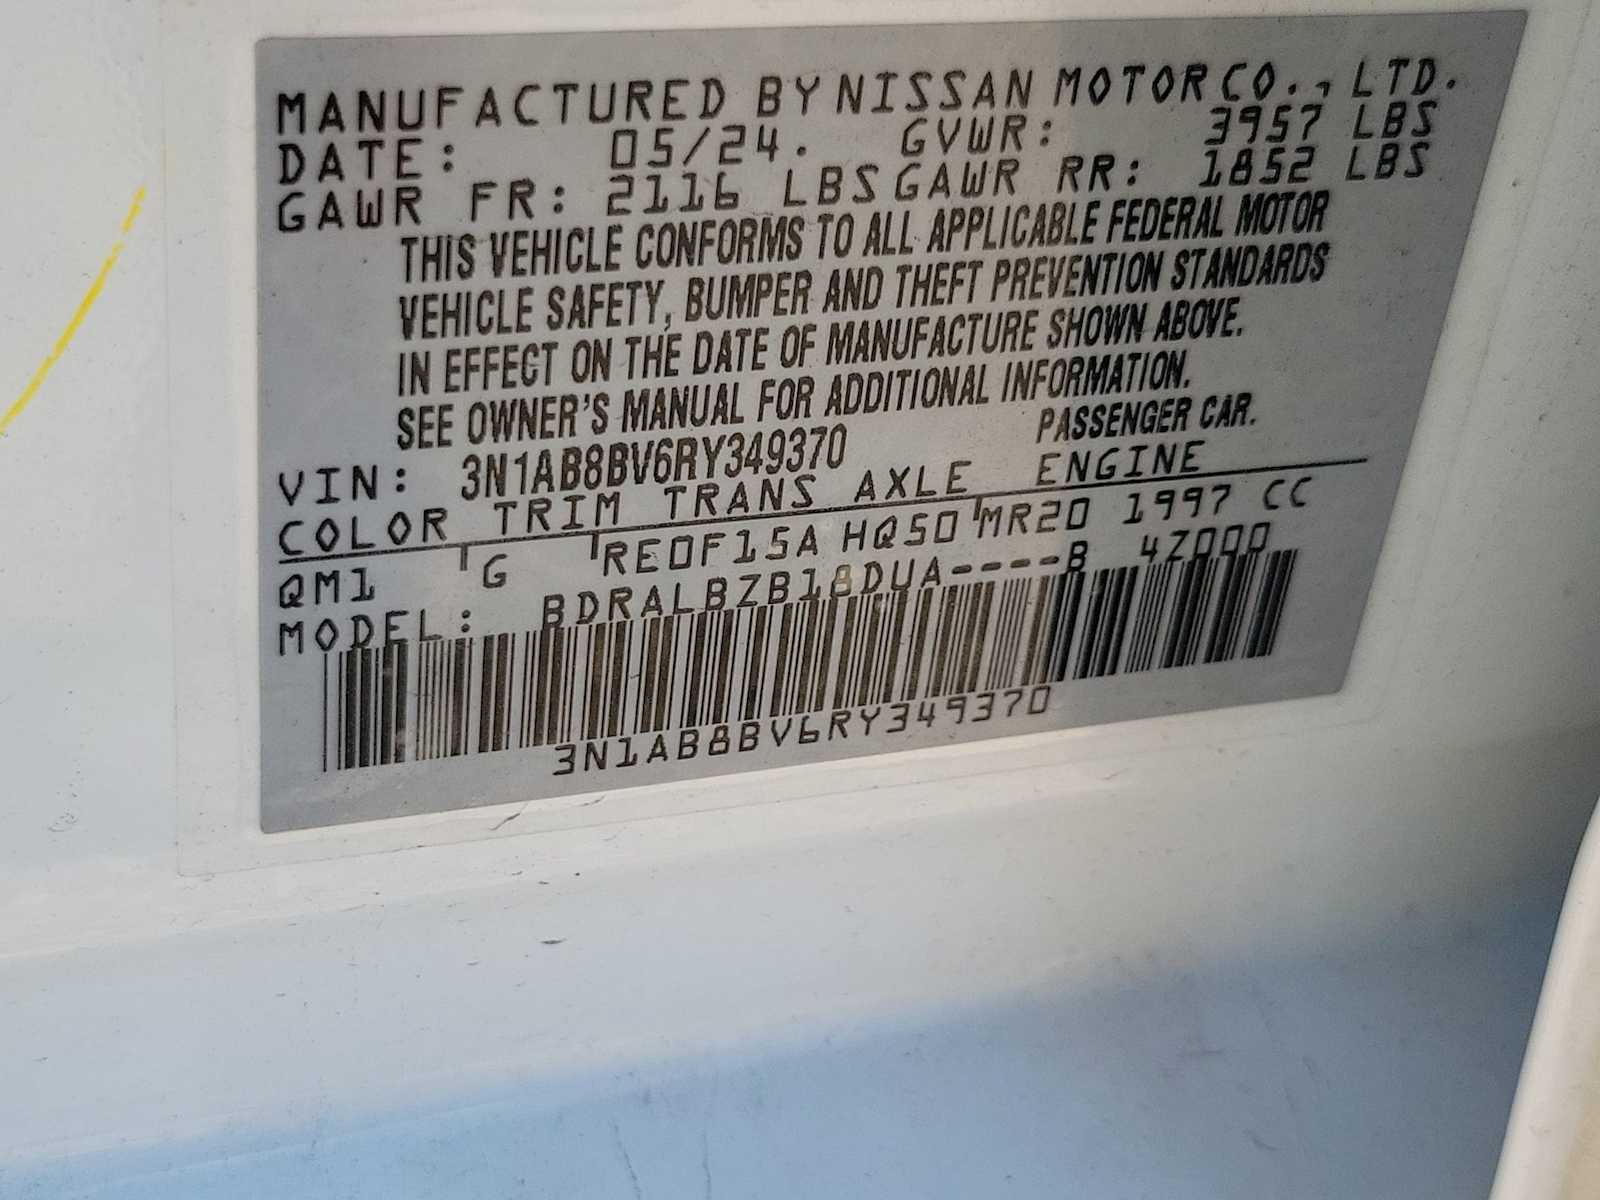 MANUFACTURED BY NISSAN MOTOR CO., LTD.
DATE: 05/24. GVWR: 3957 LBS
GAWR FR: 2116 LBS GAWR RR: 1852 LBS
THIS VEHICLE CONFORMS TO ALL APPLICABLE FEDERAL MOTOR
VEHICLE SAFETY, BUMPER AND THEFT PREVENTION STANDARDS
IN EFFECT ON THE DATE OF MANUFACTURE SHOWN ABOVE.
SEE OWNER'S MANUAL FOR ADDITIONAL INFORMATION.
VIN: 3N1AB8BV6RY349370 PASSENGER CAR.
COLOR TRIM TRANS AXLE ENGINE
QM1 G RE0F15A HQ50 MR20 1997 CC
MODEL: BDRALBZB18DUA----B 4Z000
3N1AB8BV6RY349370